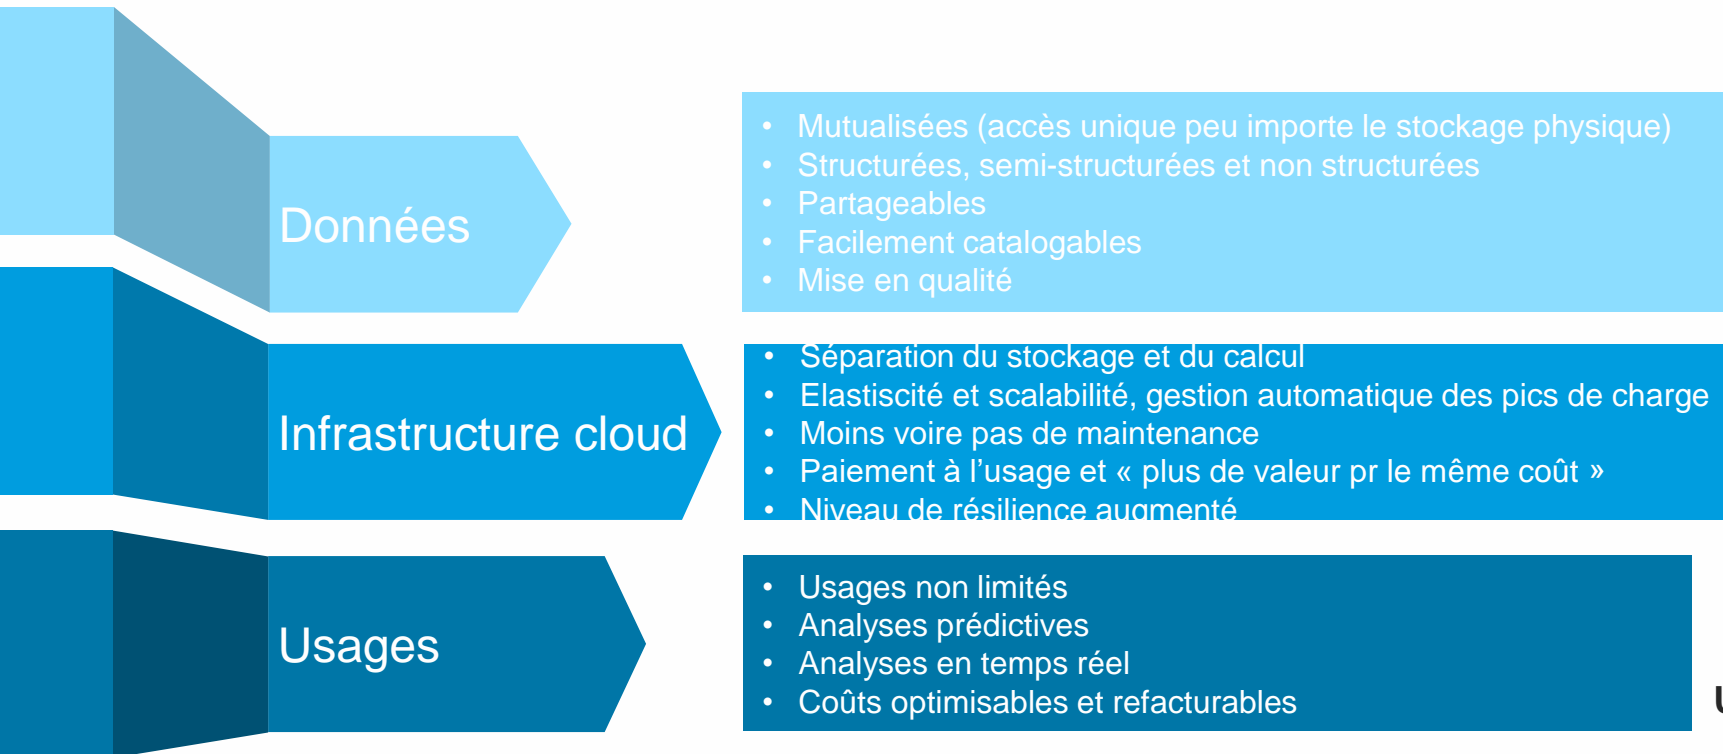 Données
• Mutualisées (accès unique peu importe le stockage physique)
• Structurées, semi-structurées et non structurées
• Partageables
• Facilement catalogables
• Mise en qualité
Infrastructure cloud
• Séparation du stockage et du calcul
• Elastiscité et scalabilité, gestion automatique des pics de charge
• Moins voire pas de maintenance
• Paiement à l’usage et « plus de valeur pr le même coût »
• Niveau de résilience augmenté
Usages
• Usages non limités
• Analyses prédictives
• Analyses en temps réel
• Coûts optimisables et refacturables